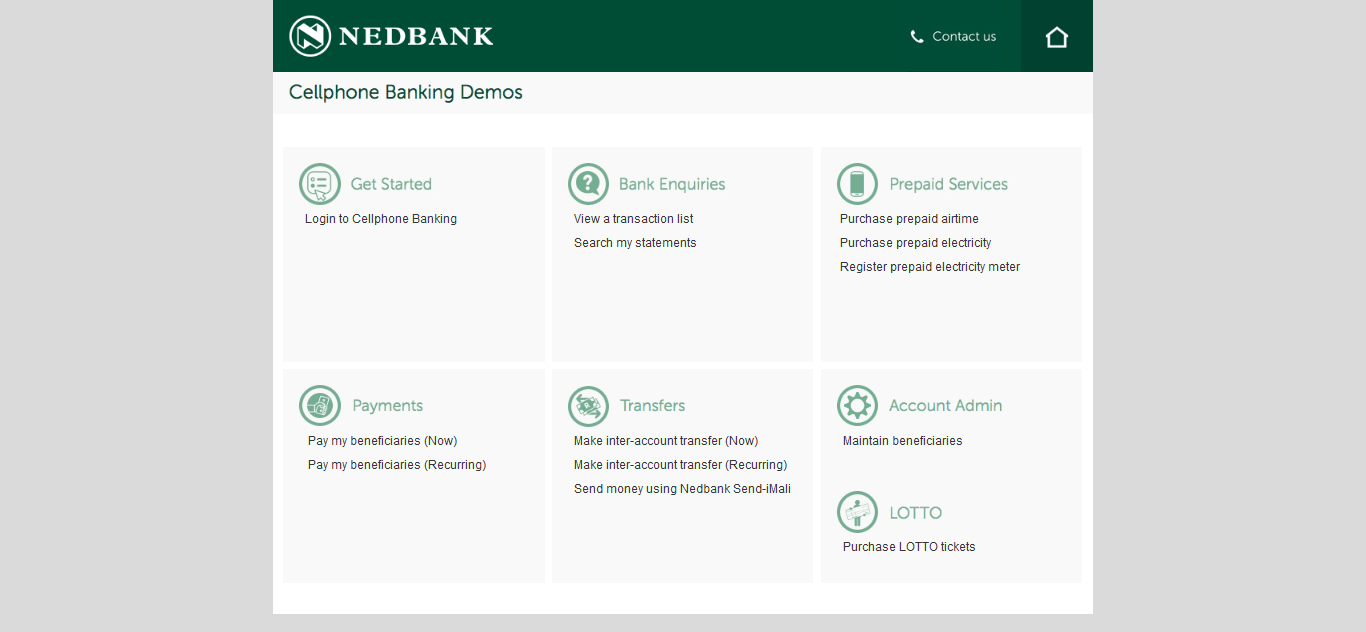 NEDBANK
Contact us
Cellphone Banking Demos
Get Started
Login to Cellphone Banking
Bank Enquiries
View a transaction list
Search my statements
Prepaid Services
Purchase prepaid airtime
Purchase prepaid electricity
Register prepaid electricity meter
Payments
Pay my beneficiaries (Now)
Pay my beneficiaries (Recurring)
Transfers
Make inter-account transfer (Now)
Make inter-account transfer (Recurring)
Send money using Nedbank Send-iMali
Account Admin
Maintain beneficiaries
LOTTO
Purchase LOTTO tickets